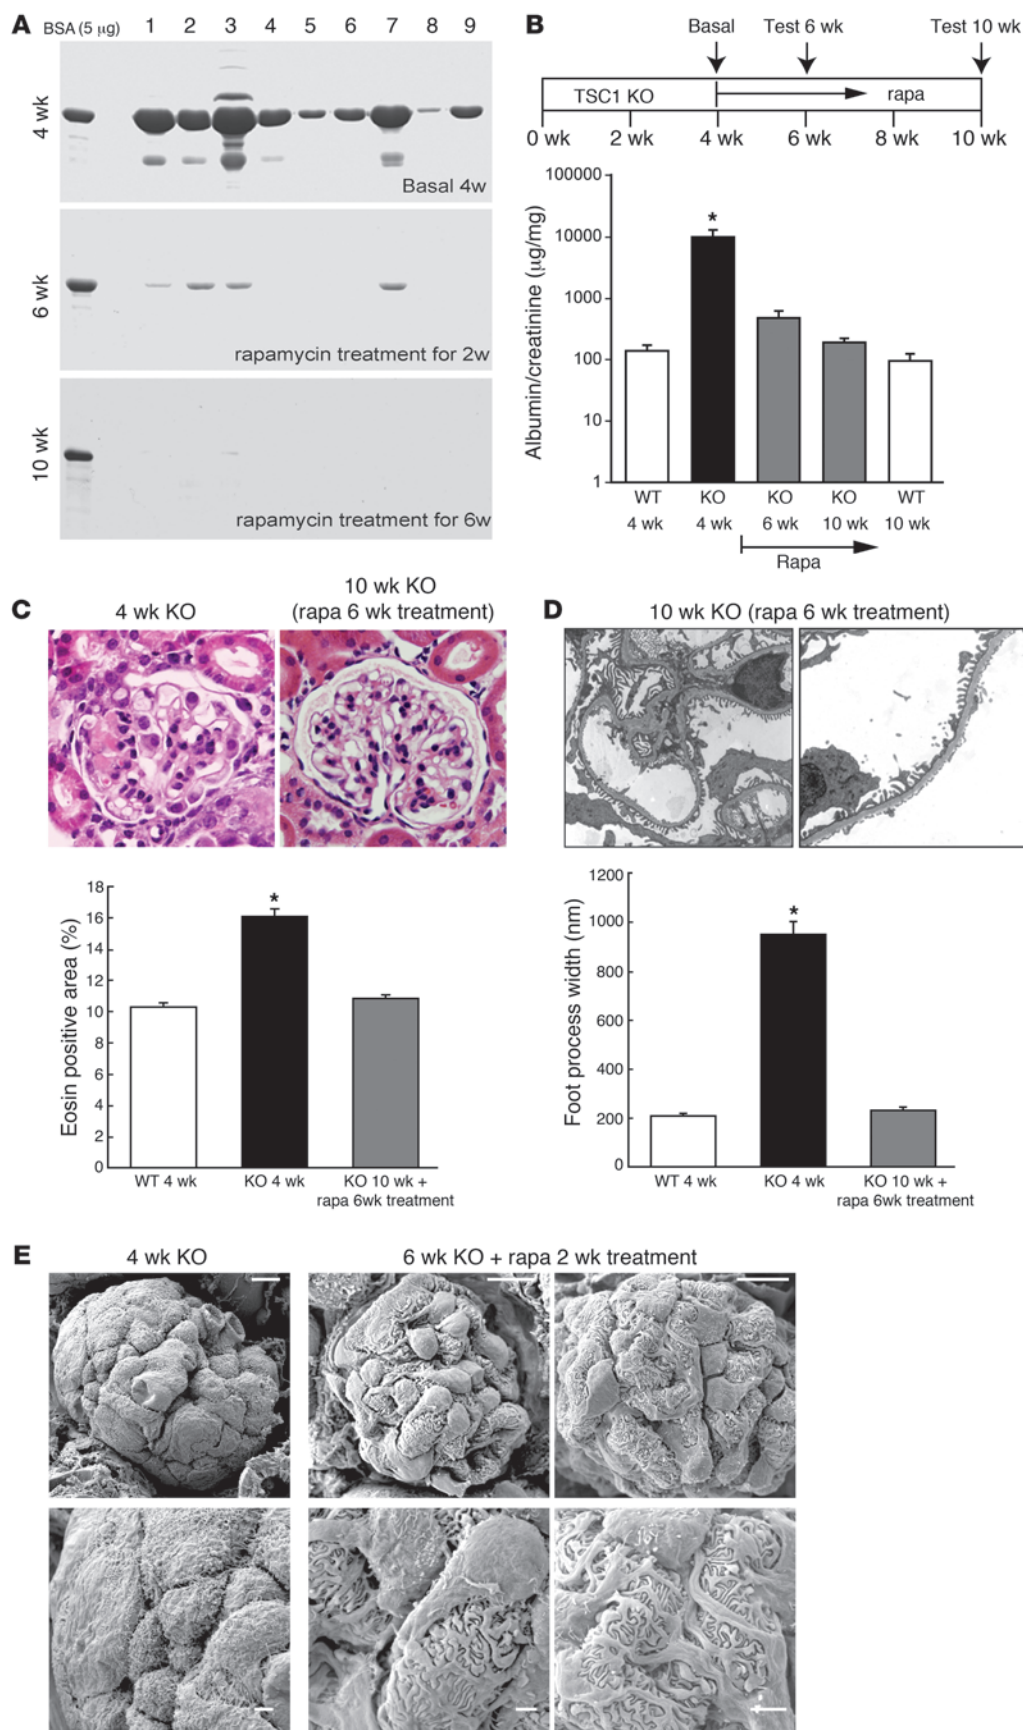 A
BSA (5 µg) 1 2 3 4 5 6 7 8 9
4 wk
Basal 4w
6 wk
rapamycin treatment for 2w
10 wk
rapamycin treatment for 6w
B
Basal Test 6 wk Test 10 wk
TSC1 KO rapa
0 wk 2 wk 4 wk 6 wk 8 wk 10 wk
Albumin/creatinine (µg/mg)
100000
10000
1000
100
10
1
*
WT KO KO KO WT
4 wk 4 wk 6 wk 10 wk 10 wk
Rapa
C
4 wk KO
10 wk KO
(rapa 6 wk treatment)
Eosin positive area (%)
18
16
14
12
10
8
6
4
2
0
*
WT 4 wk KO 4 wk KO 10 wk +
rapa 6wk treatment
D
10 wk KO (rapa 6 wk treatment)
Foot process width (nm)
1200
1000
800
600
400
200
0
*
WT 4 wk KO 4 wk KO 10 wk +
rapa 6wk treatment
E
4 wk KO 6 wk KO + rapa 2 wk treatment